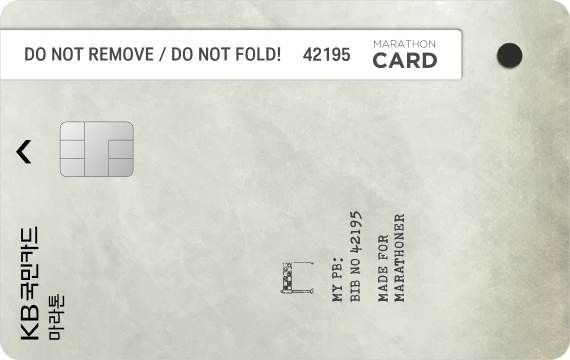 DO NOT REMOVE / DO NOT FOLD! 42195
MARATHON
CARD
KB국민카드
마라톤
MY PB:
BIB NO 42195
MADE FOR
MARATHONER